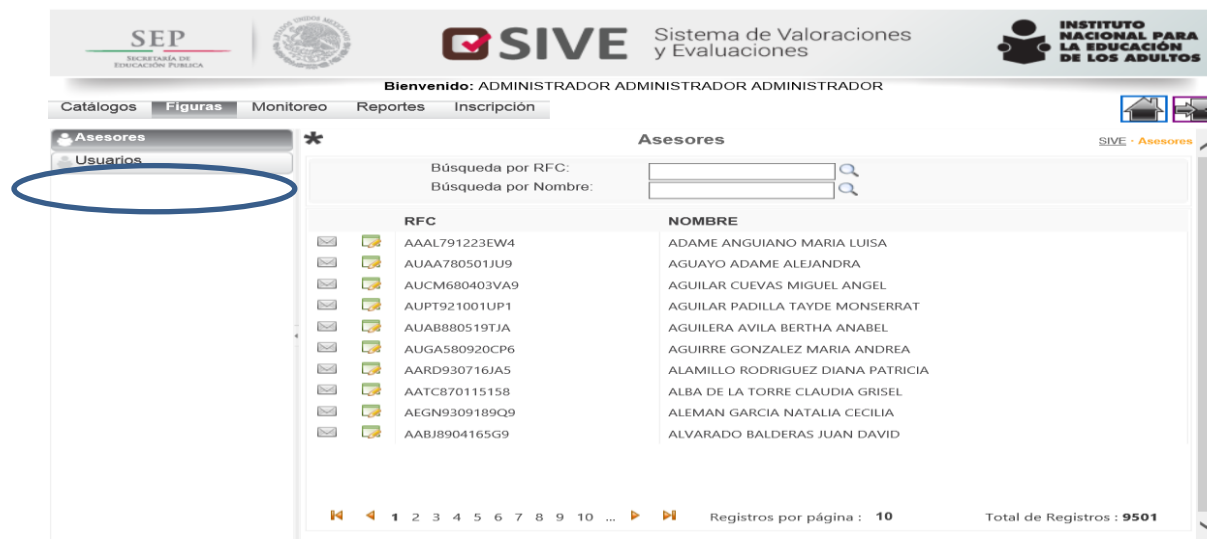 SEP
SECRETARÍA DE
EDUCACIÓN PÚBLICA
SIVE
Sistema de Valoraciones
y Evaluaciones
INSTITUTO
NACIONAL PARA
LA EDUCACIÓN
DE LOS ADULTOS
Bienvenido: ADMINISTRADOR ADMINISTRADOR ADMINISTRADOR
Catálogos Figuras Monitoreo Reportes Inscripción
Asesores
Usuarios
* Asesores SIVE · Asesores
Búsqueda por RFC:
Búsqueda por Nombre:
RFC NOMBRE
AAAL791223EW4 ADAME ANGUIANO MARIA LUISA
AUAA780501JU9 AGUAYO ADAME ALEJANDRA
AUCM680403VA9 AGUILAR CUEVAS MIGUEL ANGEL
AUPT921001UP1 AGUILAR PADILLA TAYDE MONSERRAT
AUAB880519TJA AGUILERA AVILA BERTHA ANABEL
AUGA580920CP6 AGUIRRE GONZALEZ MARIA ANDREA
AARD930716JA5 ALAMILLO RODRIGUEZ DIANA PATRICIA
AATC870115158 ALBA DE LA TORRE CLAUDIA GRISEL
AEGN9309189Q9 ALEMAN GARCIA NATALIA CECILIA
AABJ8904165G9 ALVARADO BALDERAS JUAN DAVID
1 2 3 4 5 6 7 8 9 10 ... Registros por página : 10 Total de Registros : 9501